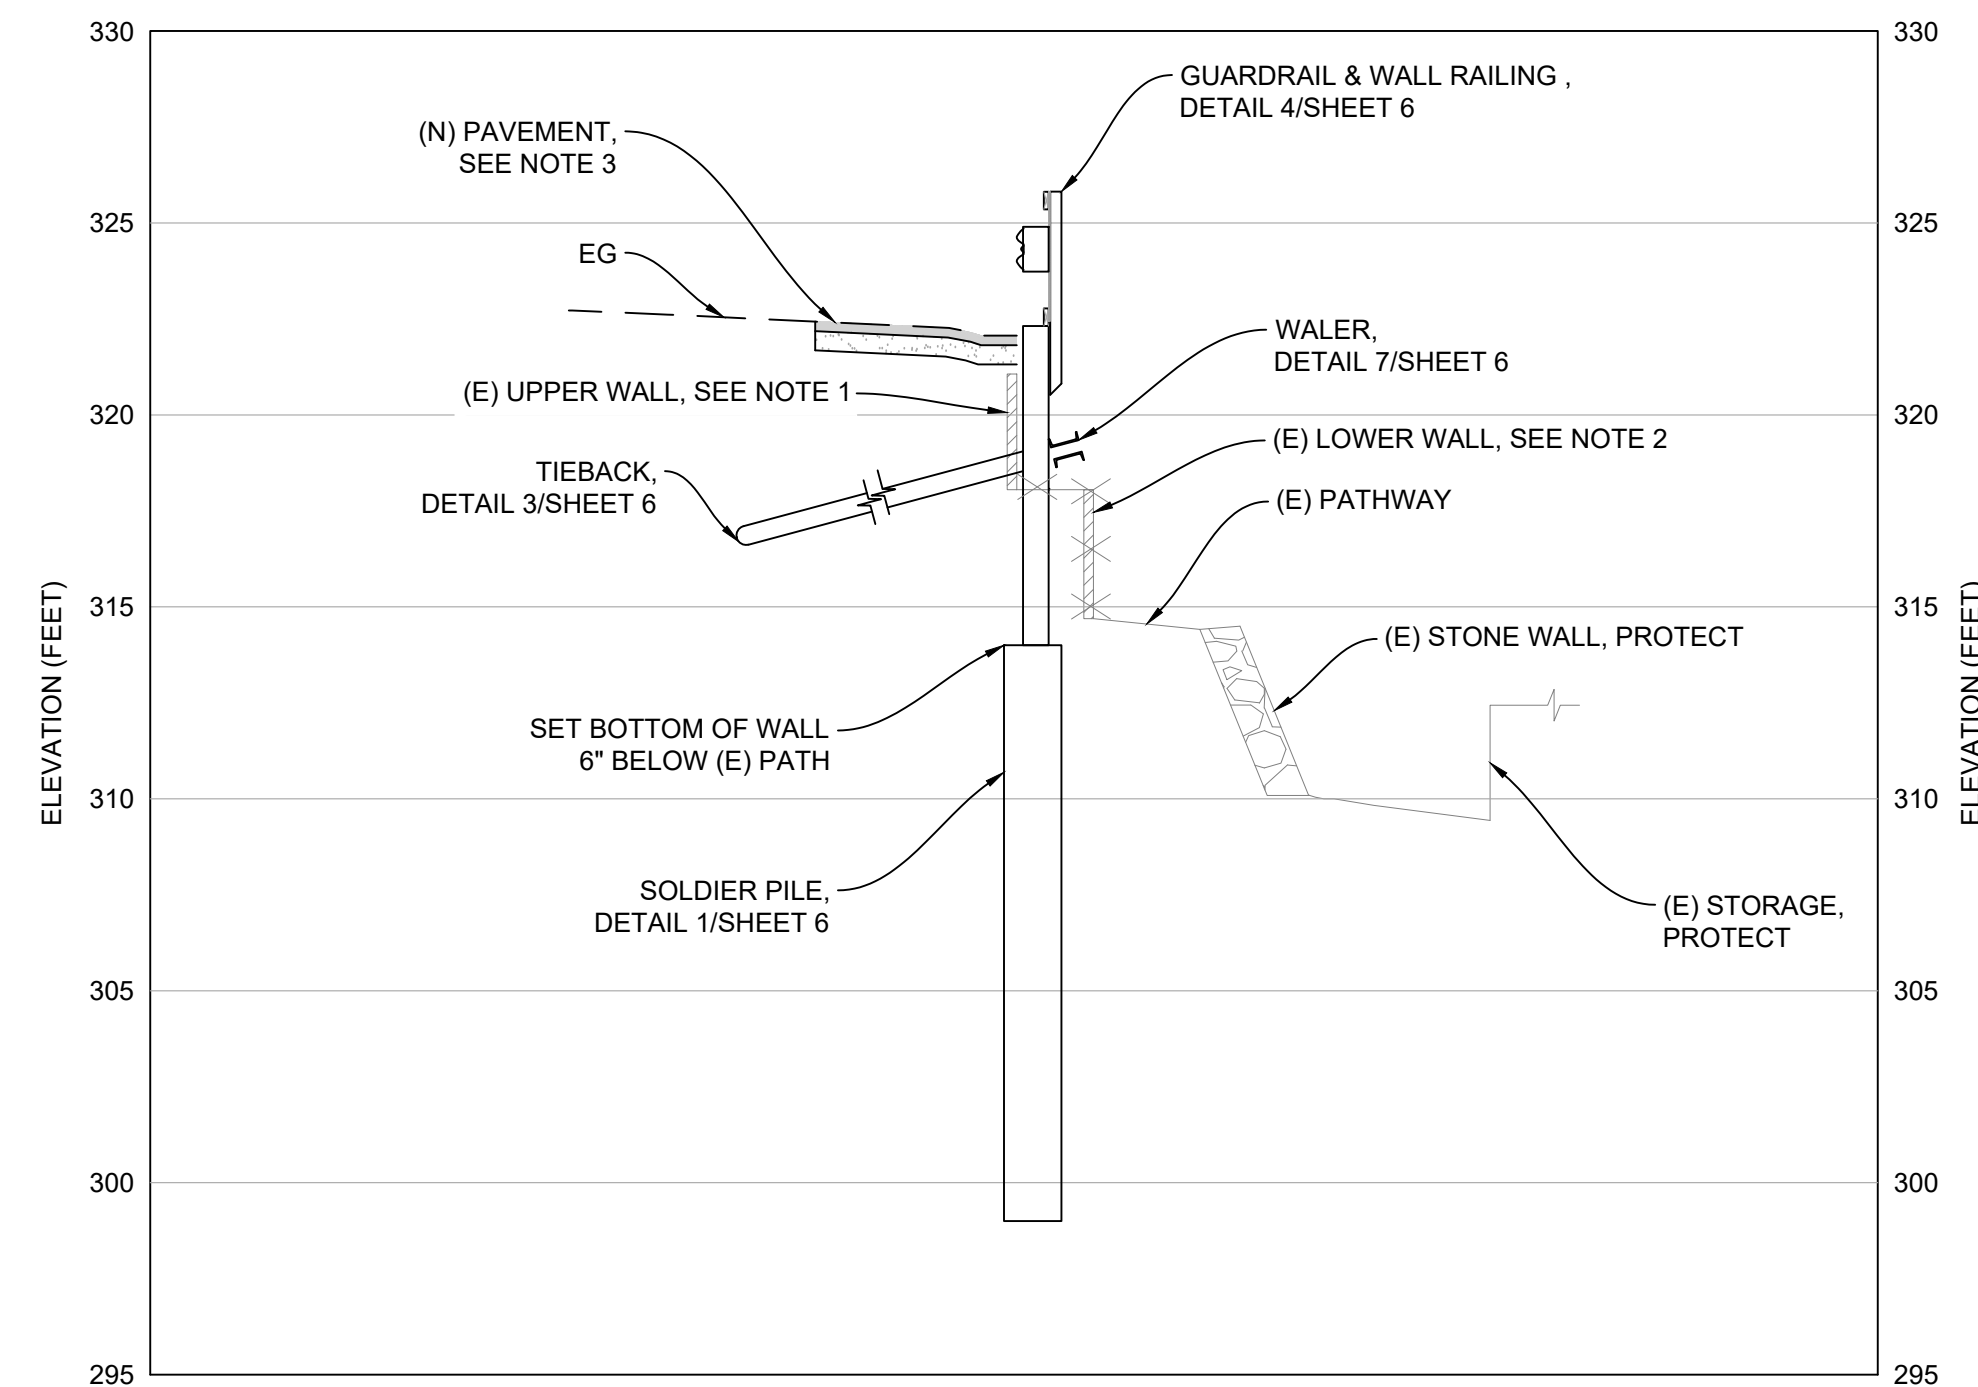 330
330
GUARDRAIL & WALL RAILING ,
DETAIL 4/SHEET 6
(N) PAVEMENT,
SEE NOTE 3
325
325
EG
WALER,
DETAIL 7/SHEET 6
(E) UPPER WALL, SEE NOTE 1
320
320
(E) LOWER WALL, SEE NOTE 2
TIEBACK,
DETAIL 3/SHEET 6
(E) PATHWAY
ELEVATION (FEET)
315
315
ELEVATION (FEET)
(E) STONE WALL, PROTECT
SET BOTTOM OF WALL
6" BELOW (E) PATH
310
310
SOLDIER PILE,
DETAIL 1/SHEET 6
(E) STORAGE,
PROTECT
305
305
300
300
295
295